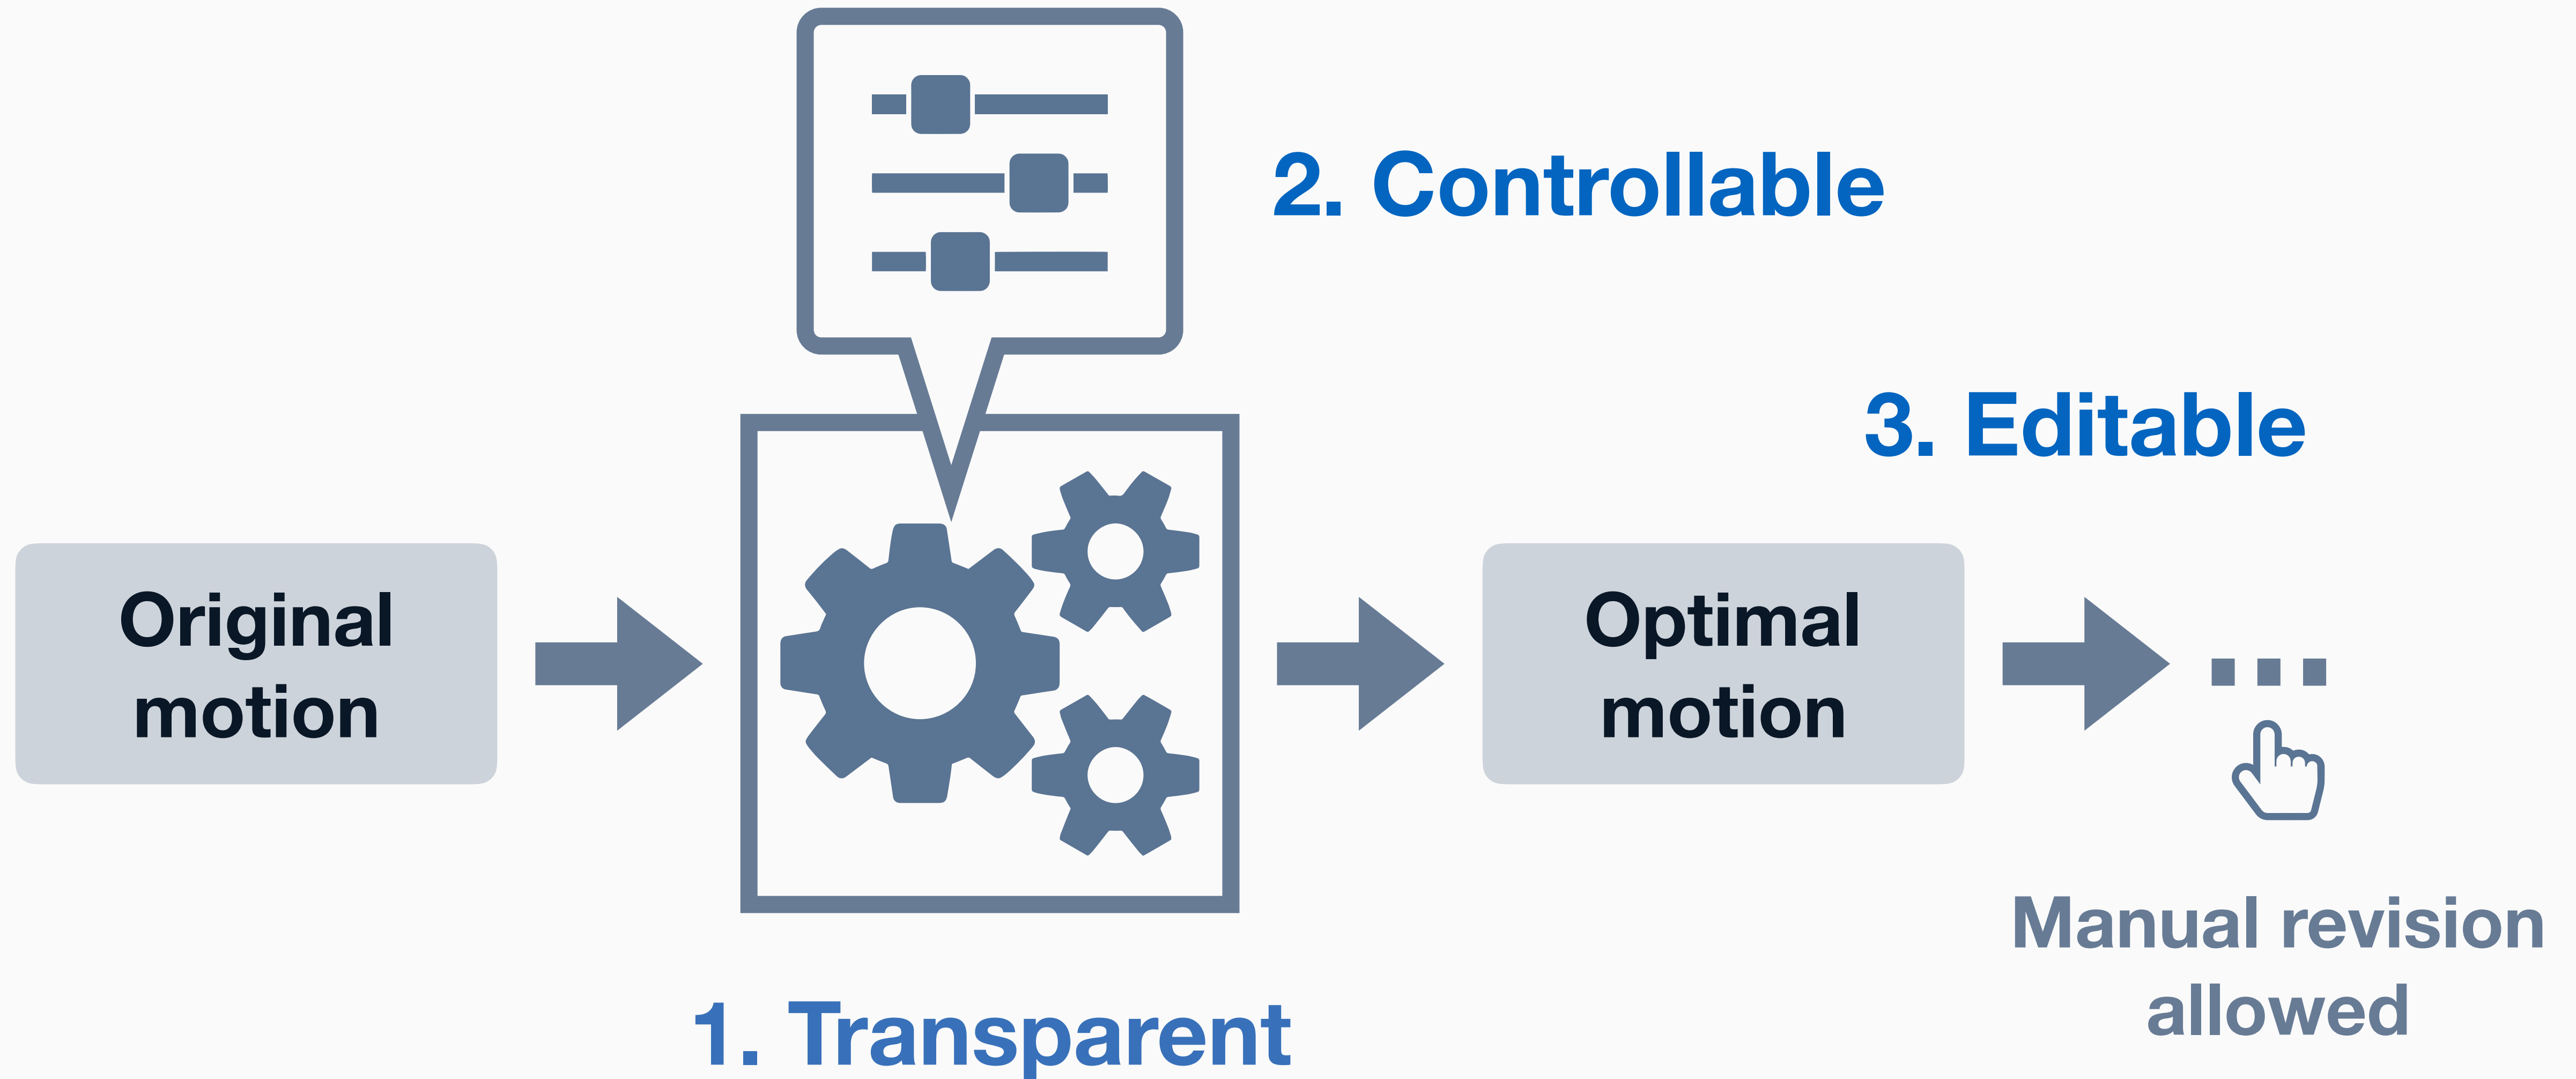 2. Controllable
3. Editable
Original
motion
Optimal
motion
...
Manual revision
allowed
1. Transparent